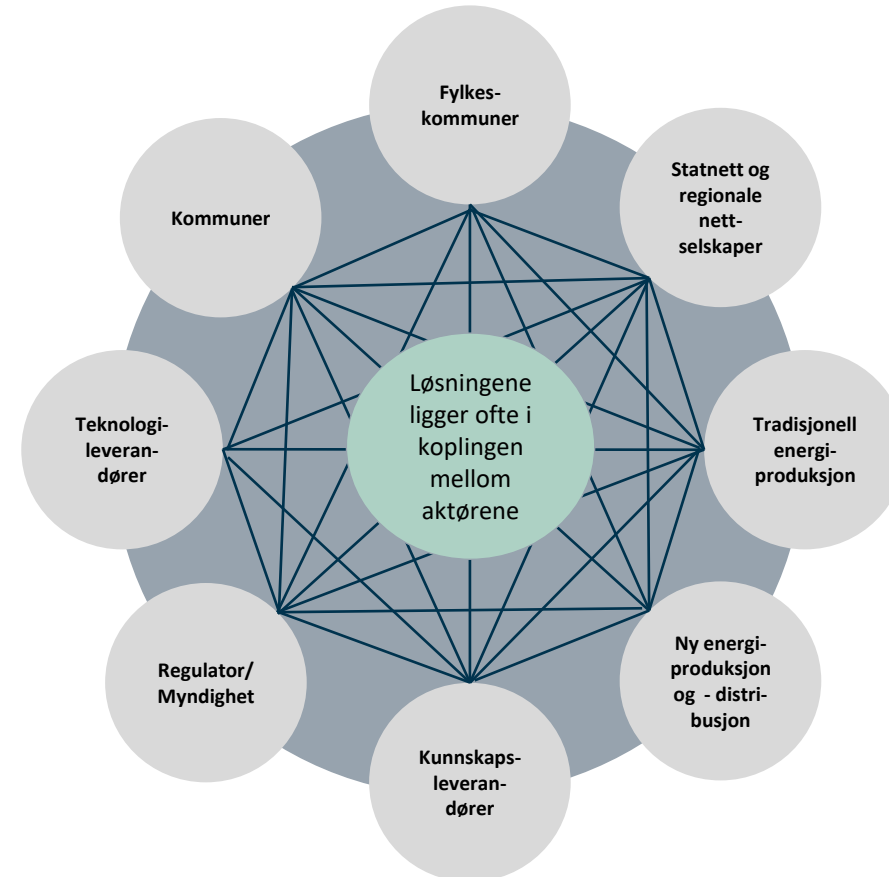 Fylkes-
kommuner
Statnett og
regionale
nett-
selskaper
Kommuner
Løsningene
ligger ofte i
koplingen
mellom
aktørene
Teknologi-
leveran-
dører
Tradisjonell
energi-
produksjon
Regulator/
Myndighet
Ny energi-
produksjon
og - distri-
busjon
Kunnskaps-
leveran-
dører